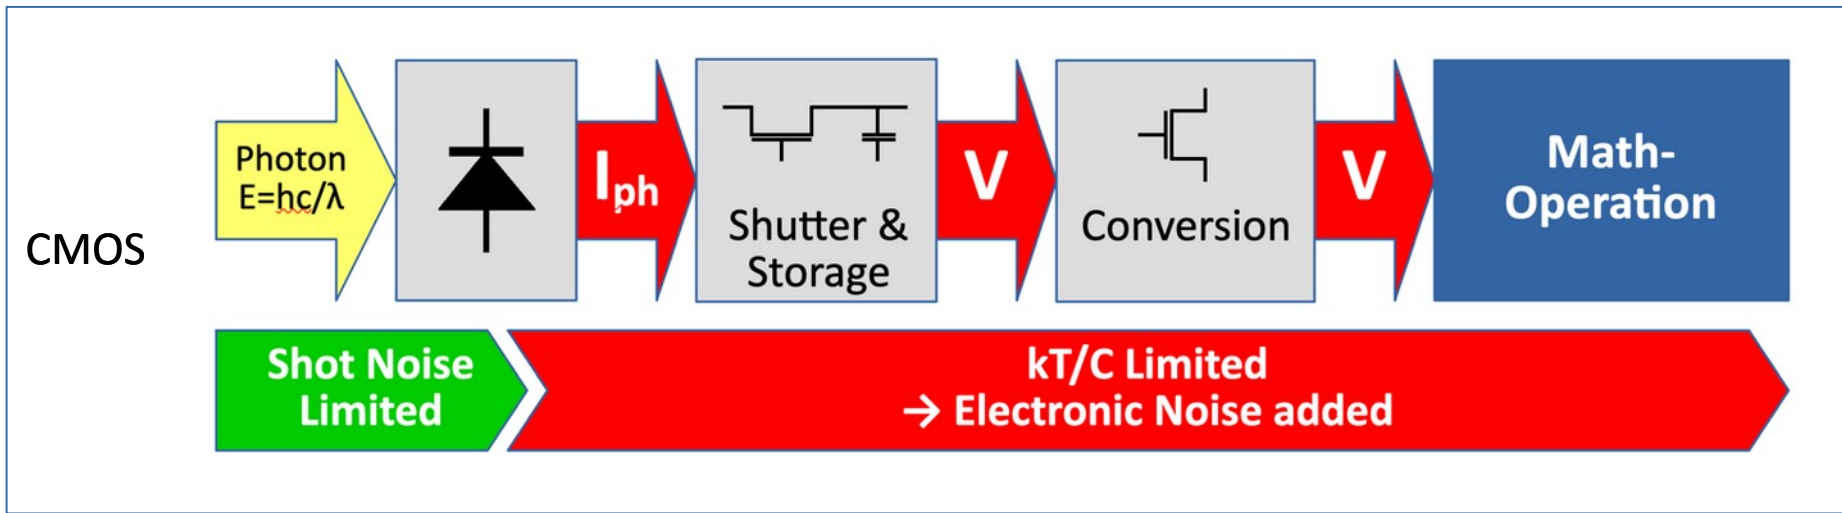 CMOS
Photon
E=hc/λ
Iph
Shutter &
Storage
V
Conversion
V
Math-
Operation
Shot Noise
Limited
kT/C Limited
→ Electronic Noise added